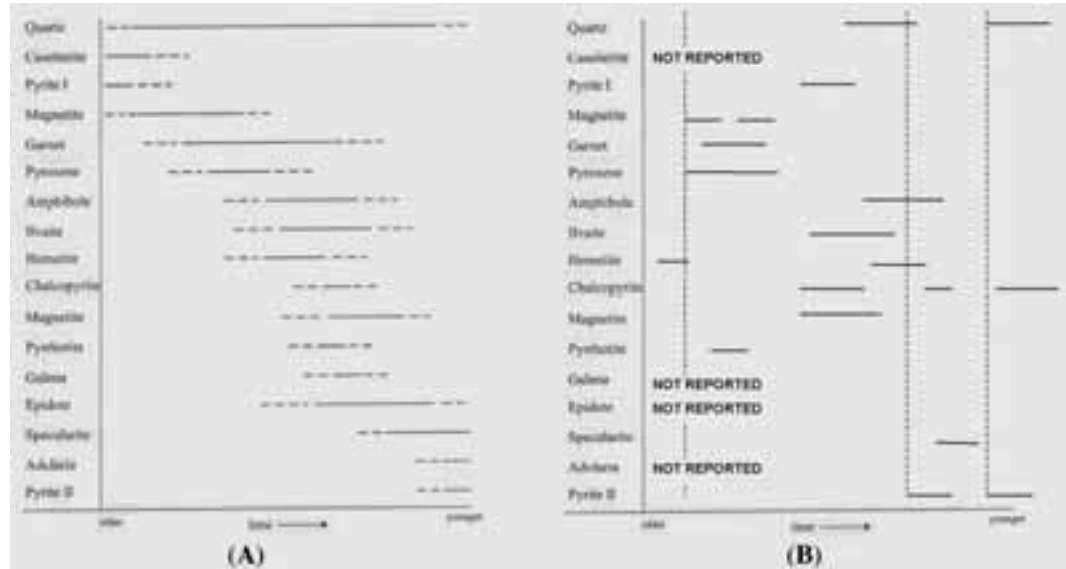 Quartz
Cassiterite
Pyrite I
Magnetite
Garnet
Pyroxene
Amphibole
Ilvaite
Hematite
Chalcopyrite
Magnetite
Pyrrhotite
Galena
Epidote
Specularite
Adularia
Pyrite II
older
time
younger
(A)
Quartz
Cassiterite NOT REPORTED
Pyrite I
Magnetite
Garnet
Pyroxene
Amphibole
Ilvaite
Hematite
Chalcopyrite
Magnetite
Pyrrhotite
Galena NOT REPORTED
Epidote NOT REPORTED
Specularite
Adularia NOT REPORTED
Pyrite II
older
time
younger
(B)